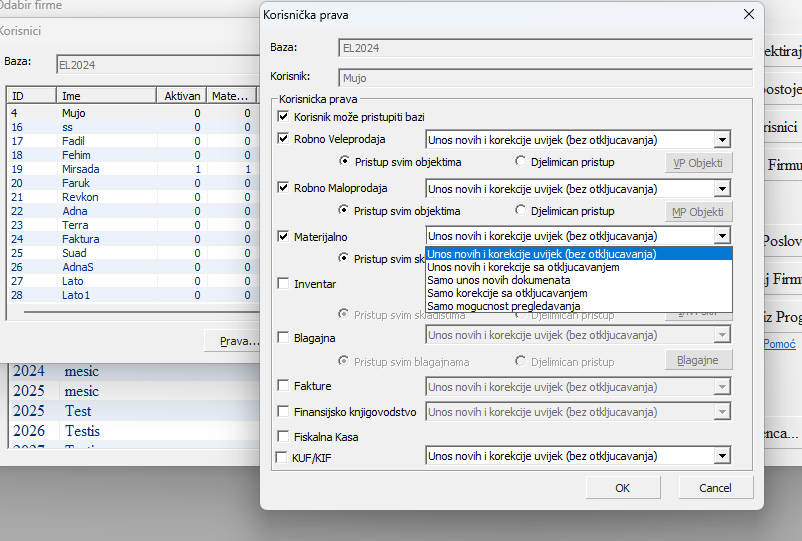 Odabir firme
Korisnici
Baza:
EL2024
ID Ime Aktivan Mate...
4 Mujo 0 0
16 ss 0 0
17 Fadil 0 0
18 Fehim 0 0
19 Mirsada 1 1
20 Faruk 0 0
21 Revkon 0 0
22 Adna 0 0
23 Terra 0 0
24 Faktura 0 0
25 Suad 0 0
26 AdnaS 0 0
27 Lato 0 0
28 Lato1 0 0
Prava...
2024 mesic
2025 mesic
2025 Test
2026 Testis
Korisnička prava
Baza:
EL2024
Korisnik:
Mujo
Korisnicka prava
Korisnik može pristupiti bazi
Robno Veleprodaja
Unos novih i korekcije uvijek (bez otkljucavanja)
Pristup svim objektima
Djelimican pristup
VP Objekti
Robno Maloprodaja
Unos novih i korekcije uvijek (bez otkljucavanja)
Pristup svim objektima
Djelimican pristup
MP Objekti
Materijalno
Unos novih i korekcije uvijek (bez otkljucavanja)
Unos novih i korekcije uvijek (bez otkljucavanja)
Unos novih i korekcije sa otkljucavanjem
Samo unos novih dokumenata
Samo korekcije sa otkljucavanjem
Samo mogucnost pregledavanja
Pristup svim sk
Inventar
Pristup svim skladistima
Djelimican pristup
Blagajna
Unos novih i korekcije uvijek (bez otkljucavanja)
Pristup svim blagajnama
Djelimican pristup
Blagajne
Fakture
Unos novih i korekcije uvijek (bez otkljucavanja)
Finansijsko knjigovodstvo
Unos novih i korekcije uvijek (bez otkljucavanja)
Fiskalna Kasa
KUF/KIF
Unos novih i korekcije uvijek (bez otkljucavanja)
OK
Cancel
ektiraj
postoje
risnici
Firmu
Poslov
j Firmu
iz Prog
Pomoć
enca...